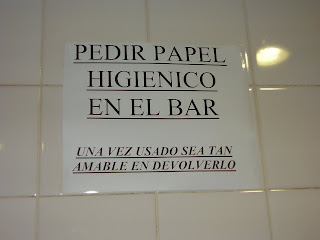 PEDIR PAPEL
HIGIENICO
EN EL BAR
UNA VEZ USADO SEA TAN
AMABLE EN DEVOLVERLO